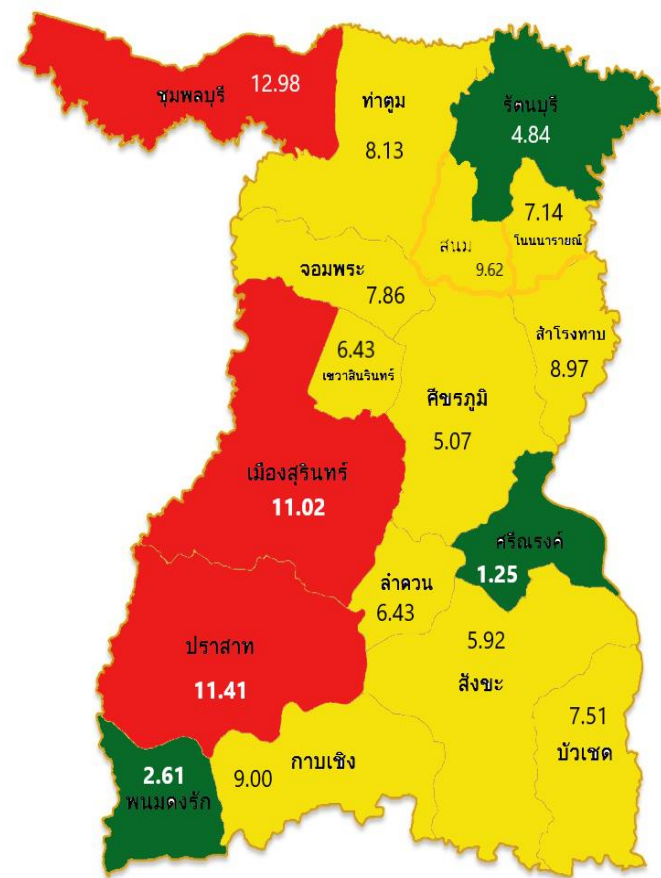 ชุมพลบุรี 12.98
ท่าตูม
8.13
รัตนบุรี
4.84
7.14
โนนนารายณ์
สนม
9.62
จอมพระ
7.86
สำโรงทาบ
8.97
6.43
เขวาสินรินทร์
ศีขรภูมิ
5.07
เมืองสุรินทร์
11.02
ศรีณรงค์
1.25
ลำดวน
6.43
ปราสาท
11.41
5.92
สังขะ
7.51
บัวเชด
กาบเชิง
9.00
2.61
พนมดงรัก